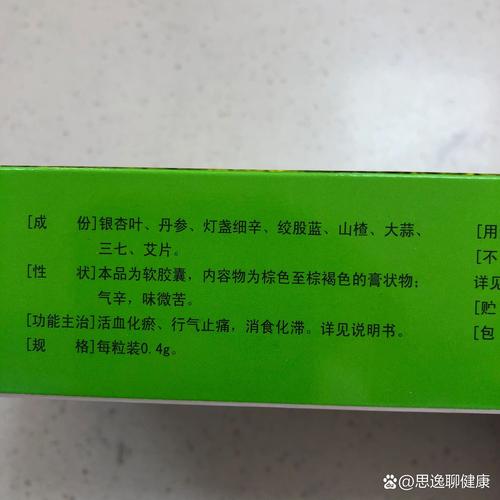 [成　份]银杏叶、丹参、灯盏细辛、绞股蓝、山楂、大蒜、
三七、艾片。
[性　状]本品为软胶囊，内容物为棕色至棕褐色的膏状物；
气辛，味微苦。
[功能主治]活血化瘀、行气止痛，消食化滞。详见说明书。
[规　格]每粒装0.4g。
[用
[不
详见
[贮
[包
思逸聊健康